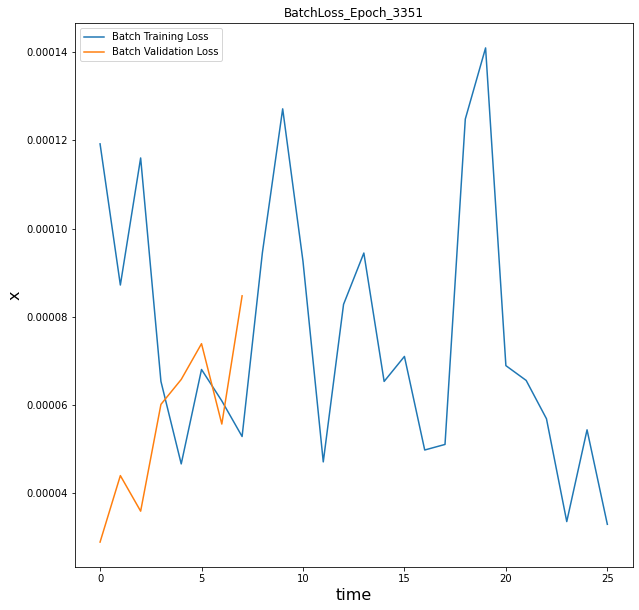 BatchLoss_Epoch_3351
Batch Training Loss
Batch Validation Loss
0.00014
0.00012
0.00010
0.00008
0.00006
0.00004
x
0 5 10 15 20 25
time